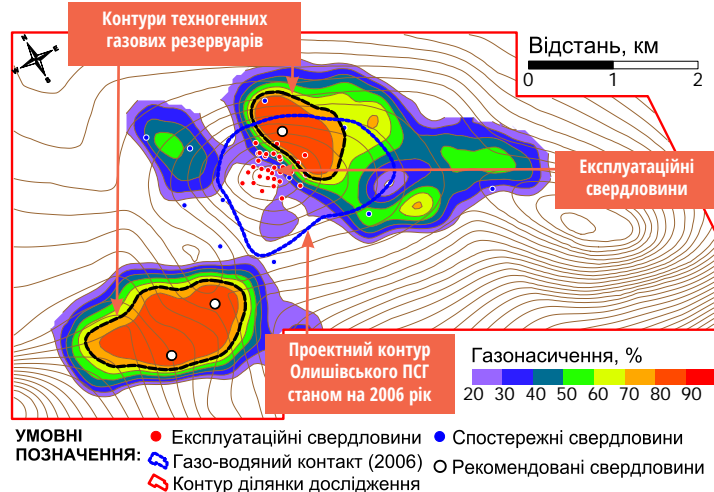 Контури техногенних
газових резервуарів
Відстань, км
0 1 2
Експлуатаційні
свердловини
Проектний контур
Олишівського ПСГ
станом на 2006 рік
Газонасичення, %
20 30 40 50 60 70 80 90
УМОВНІ
ПОЗНАЧЕННЯ:
Експлуатаційні свердловини
Спостережні свердловини
Газо-водяний контакт (2006)
Рекомендовані свердловини
Контур ділянки дослідження